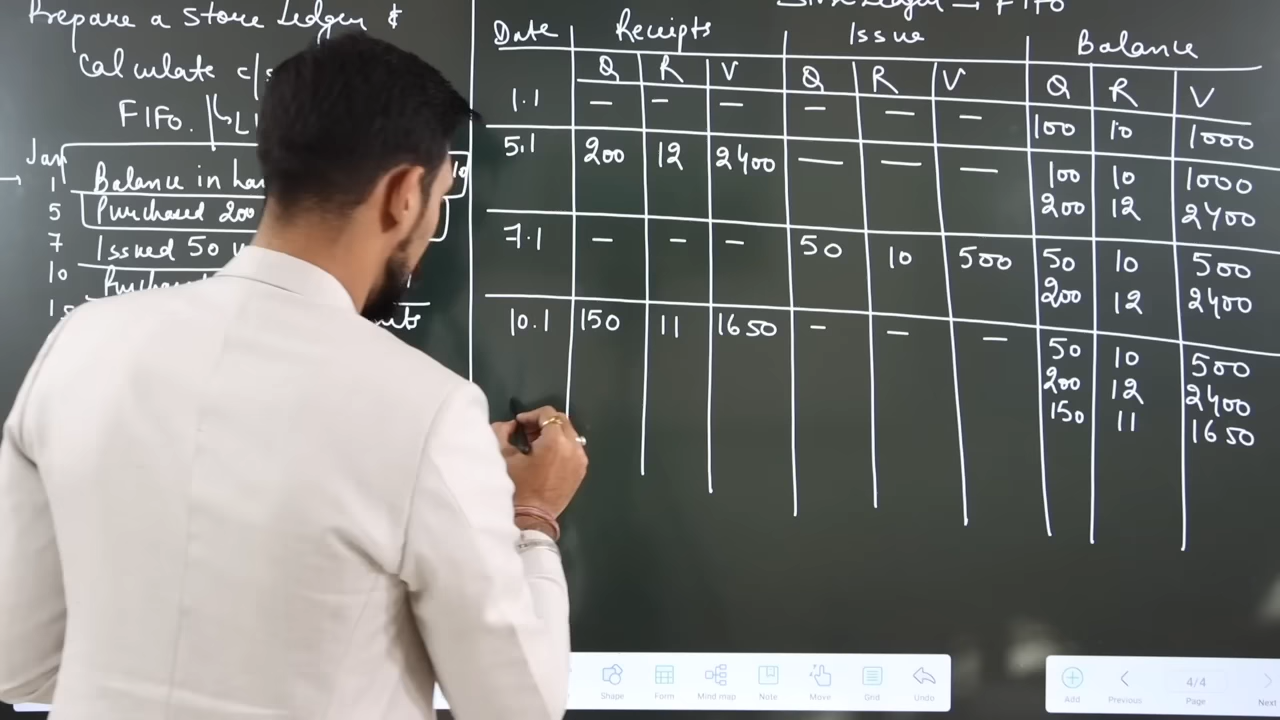 Prepare a Store Ledger &
Calculate
FIFO.
Jan
1 Balance in
5 Purchased 200
7 Issued 50
10
Store Ledger → FIFO
Date Receipts Issue Balance
Q R V Q R V Q R V
1.1 — — — — — — 100 10 1000
5.1 200 12 2400 — — — 100 10 1000
200 12 2400
7.1 — — — 50 10 500 50 10 500
200 12 2400
10.1 150 11 1650 — — — 50 10 500
200 12 2400
150 11 1650
Shape Form Mind map Note Move Grid Undo
Add Previous 4/4 Page Next